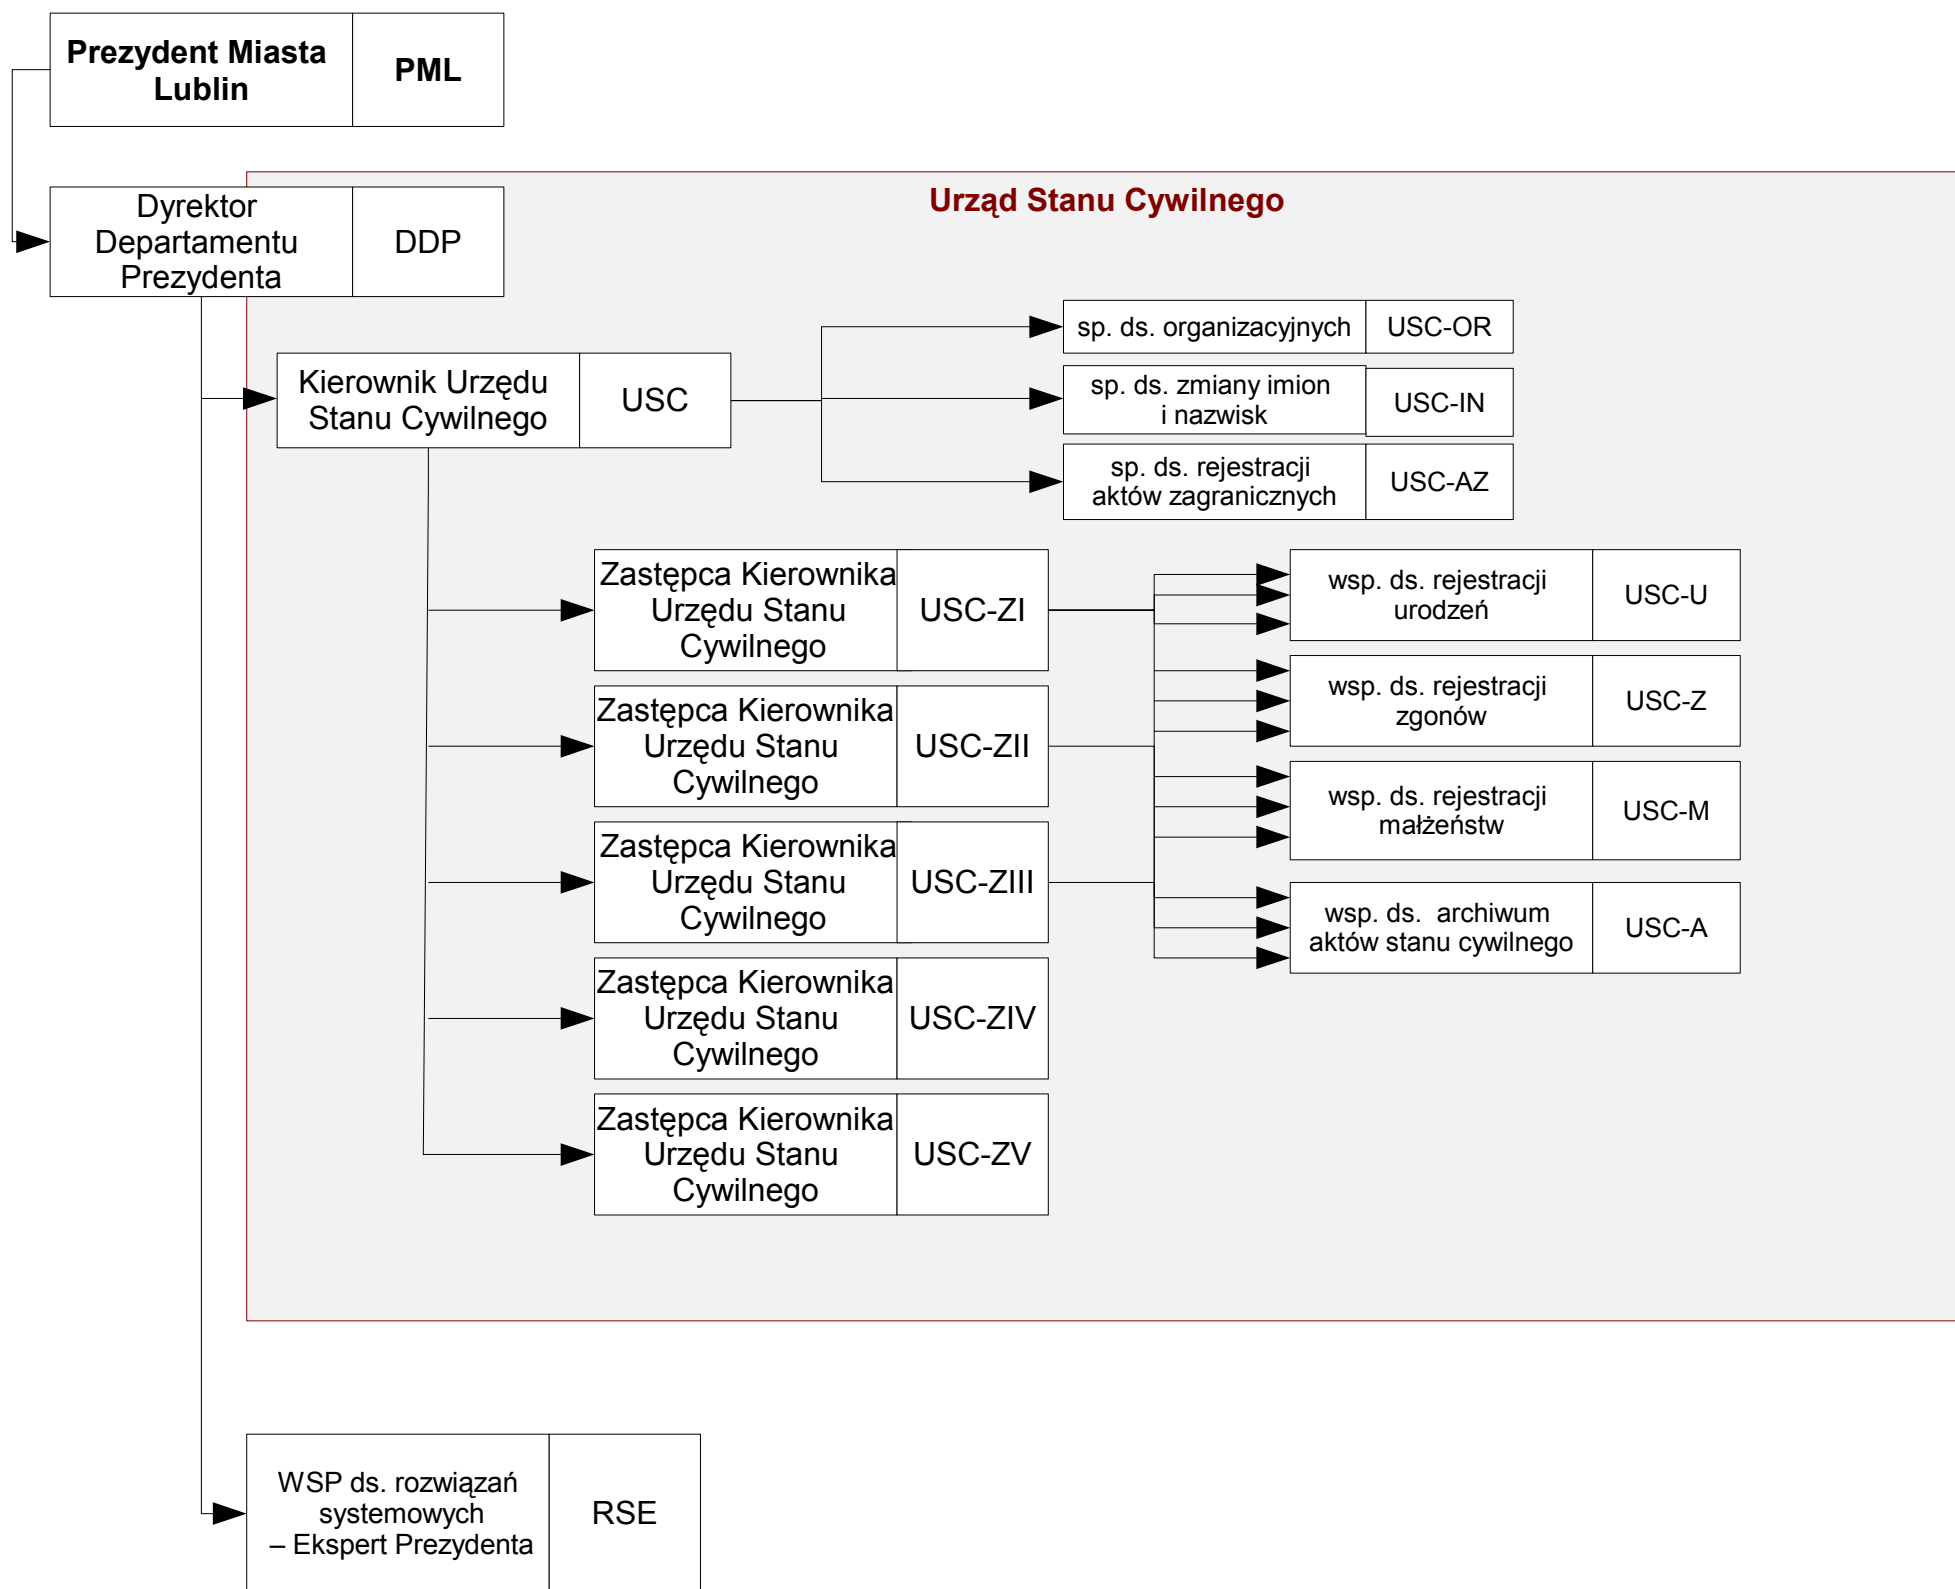 Prezydent Miasta
Lublin
PML
Dyrektor
Departamentu
Prezydenta
DDP
Urząd Stanu Cywilnego
Kierownik Urzędu
Stanu Cywilnego
USC
sp. ds. organizacyjnych
USC-OR
sp. ds. zmiany imion
i nazwisk
USC-IN
sp. ds. rejestracji
aktów zagranicznych
USC-AZ
Zastępca Kierownika
Urzędu Stanu
Cywilnego
USC-ZI
Zastępca Kierownika
Urzędu Stanu
Cywilnego
USC-ZII
Zastępca Kierownika
Urzędu Stanu
Cywilnego
USC-ZIII
Zastępca Kierownika
Urzędu Stanu
Cywilnego
USC-ZIV
Zastępca Kierownika
Urzędu Stanu
Cywilnego
USC-ZV
wsp. ds. rejestracji
urodzeń
USC-U
wsp. ds. rejestracji
zgonów
USC-Z
wsp. ds. rejestracji
małżeństw
USC-M
wsp. ds. archiwum
aktów stanu cywilnego
USC-A
WSP ds. rozwiązań
systemowych
– Ekspert Prezydenta
RSE